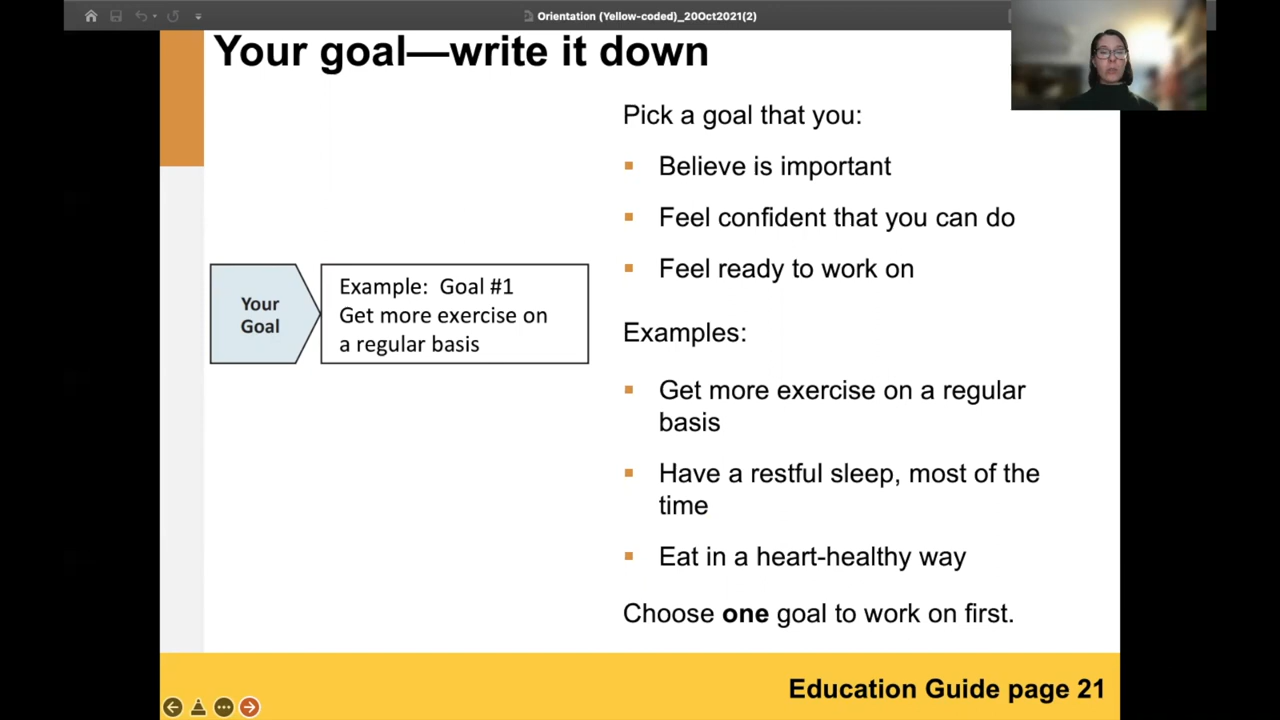 Orientation (Yellow-coded)_20Oct2021(2)
Your goal—write it down
Pick a goal that you:
Believe is important
Feel confident that you can do
Feel ready to work on
Your
Goal
Example: Goal #1
Get more exercise on
a regular basis
Examples:
Get more exercise on a regular
basis
Have a restful sleep, most of the
time
Eat in a heart-healthy way
Choose one goal to work on first.
Education Guide page 21